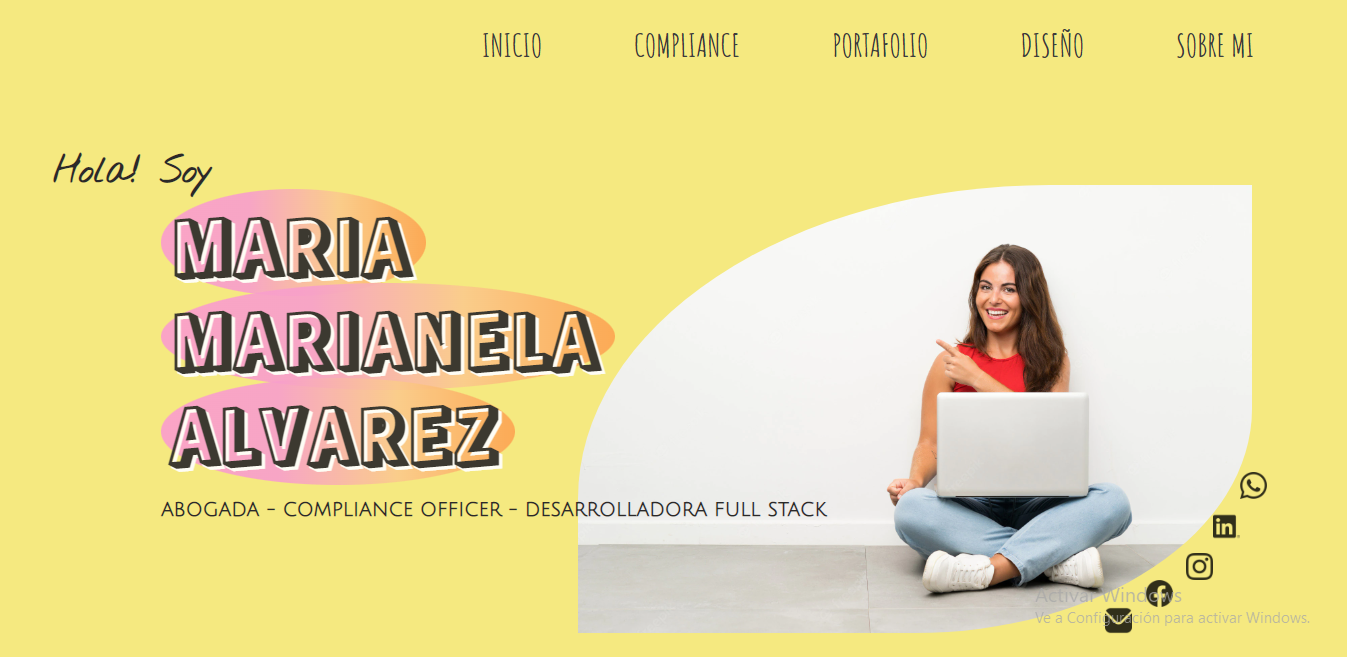 INICIO COMPLIANCE PORTAFOLIO DISEÑO SOBRE MI
Hola! Soy
MARIA
MARIANELA
ALVAREZ
ABOGADA - COMPLIANCE OFFICER - DESARROLLADORA FULL STACK
in
Activar Windows
Ve a Configuración para activar Windows.